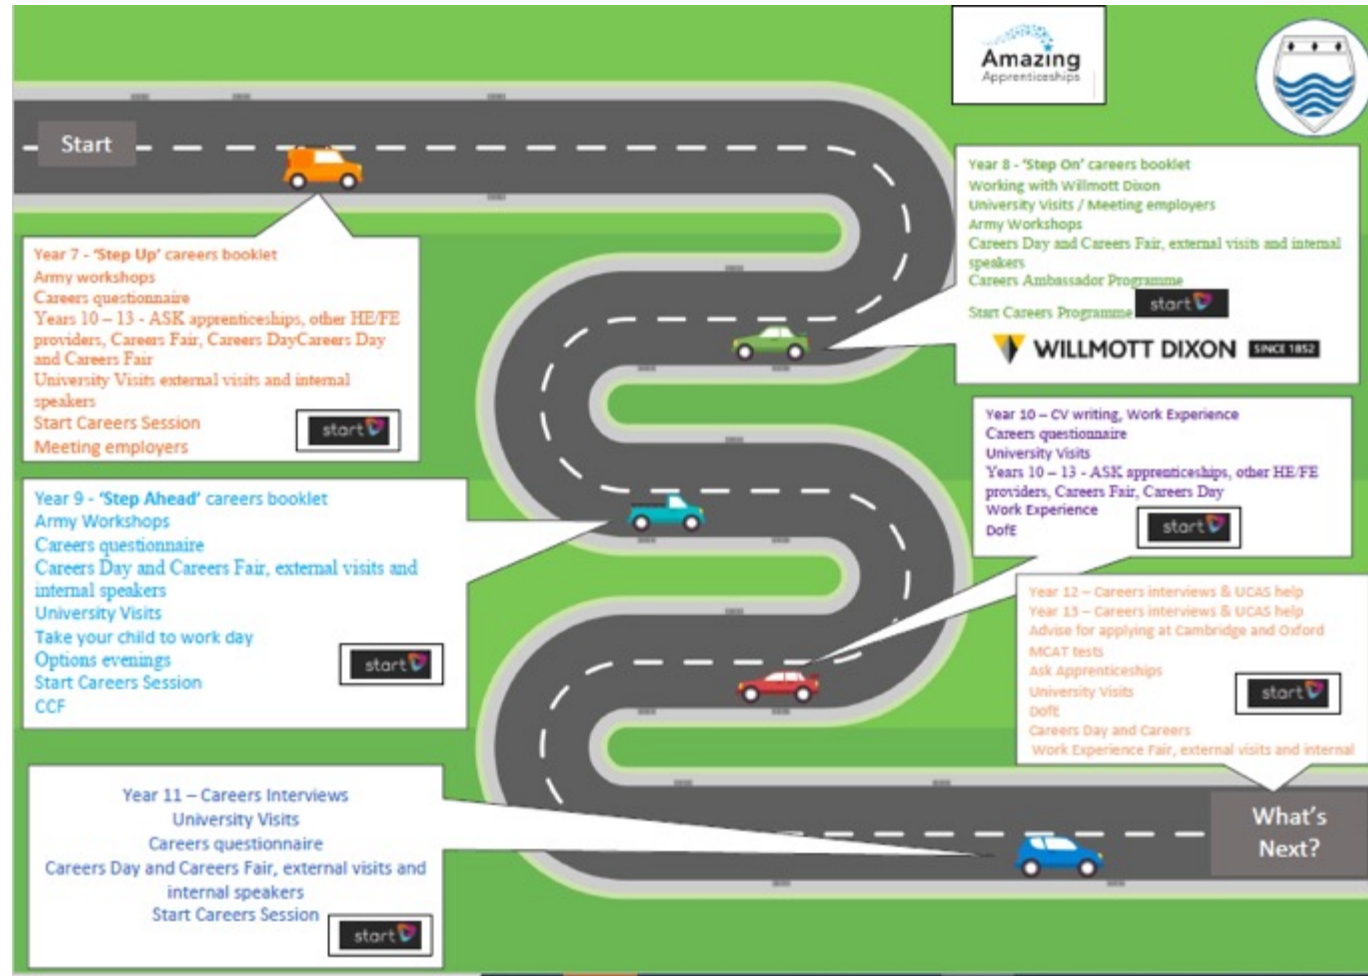 Amazing
Apprenticeships
Start
Year 7 - ‘Step Up’ careers booklet
Army workshops
Careers questionnaire
Years 10 – 13 - ASK apprenticeships, other HE/FE
providers, Careers Fair, Careers DayCareers Day
and Careers Fair
University Visits external visits and internal
speakers
Start Careers Session
Meeting employers
start
Year 8 - ‘Step On’ careers booklet
Working with Willmott Dixon
University Visits / Meeting employers
Army Workshops
Careers Day and Careers Fair, external visits and internal
speakers
Careers Ambassador Programme
Start Careers Programme start
WILLMOTT DIXON SINCE 1852
Year 9 - ‘Step Ahead’ careers booklet
Army Workshops
Careers questionnaire
Careers Day and Careers Fair, external visits and
internal speakers
University Visits
Take your child to work day
Options evenings
Start Careers Session
CCF
start
Year 10 – CV writing, Work Experience
Careers questionnaire
University Visits
Years 10 – 13 - ASK apprenticeships, other HE/FE
providers, Careers Fair, Careers Day
Work Experience
DofE
start
Year 11 – Careers Interviews
University Visits
Careers questionnaire
Careers Day and Careers Fair, external visits and
internal speakers
Start Careers Session
start
Year 12 – Careers interviews & UCAS help
Year 13 – Careers interviews & UCAS help
Advise for applying at Cambridge and Oxford
MCAT tests
Ask Apprenticeships
University Visits
DofE
Careers Day and Careers
Work Experience Fair, external visits and internal
start
What’s
Next?